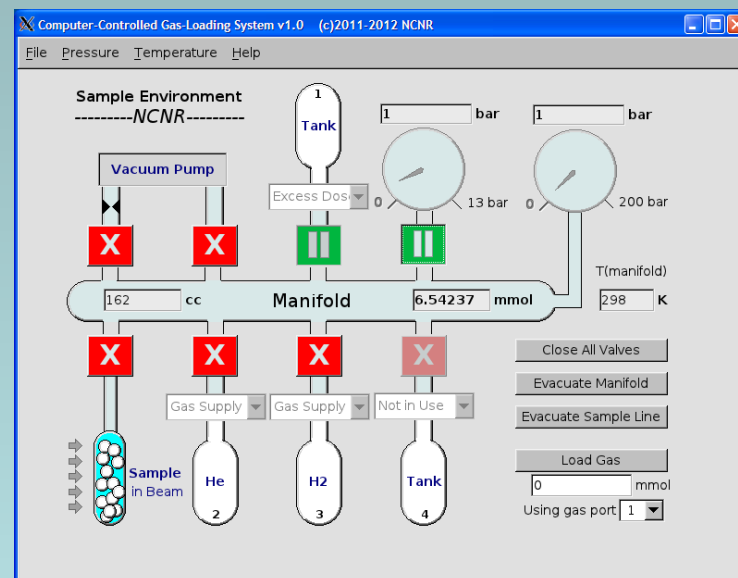 Computer-Controlled Gas-Loading System v1.0 (c)2011-2012 NCNR
File Pressure Temperature Help
Sample Environment
---------NCNR---------
1
Tank
1 bar
1 bar
Vacuum Pump
Excess Dos
0 13 bar
0 200 bar
X X
T(manifold)
162 cc Manifold 6.54237 mmol 298 K
X X X X
Close All Valves
Evacuate Manifold
Gas Supply Gas Supply Not in Use
Evacuate Sample Line
Load Gas
Sample
in Beam
He H2 Tank
0 mmol
2 3 4
Using gas port 1